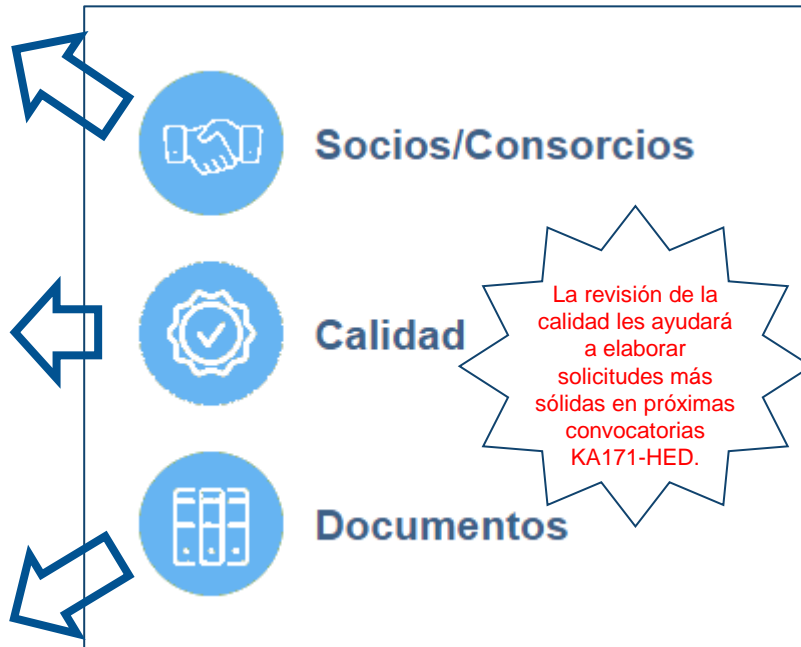 Socios/Consorcios
Calidad
La revisión de la
calidad les ayudará
a elaborar
solicitudes más
sólidas en próximas
convocatorias
KA171-HED.
Documentos